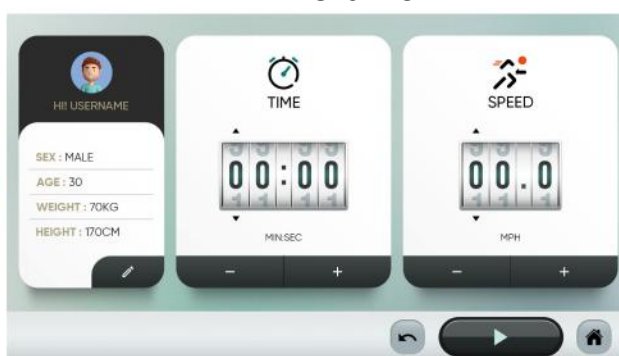 HI! USERNAME
SEX : MALE
AGE : 30
WEIGHT : 70KG
HEIGHT : 170CM
TIME
00:00
MIN:SEC
- +
SPEED
00.0
MPH
- +